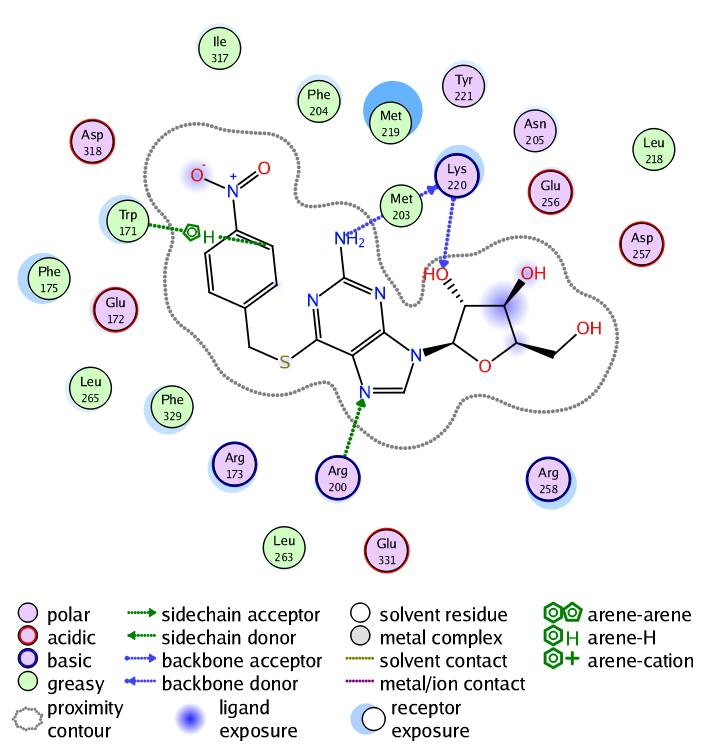 Ile
317
Phe
204
Tyr
221
Met
219
Asn
205
Asp
318
Leu
218
Lys
220
O-
N+
O
Glu
256
Met
203
Trp
171
H
NH2
Asp
257
Phe
175
HO
OH
N
N
Glu
172
OH
N
S
O
Leu
265
N
Phe
329
Arg
173
Arg
200
Arg
258
Leu
263
Glu
331
polar sidechain acceptor solvent residue arene-arene
acidic sidechain donor metal complex H arene-H
basic backbone acceptor solvent contact + arene-cation
greasy backbone donor metal/ion contact
proximity ligand receptor
contour exposure exposure